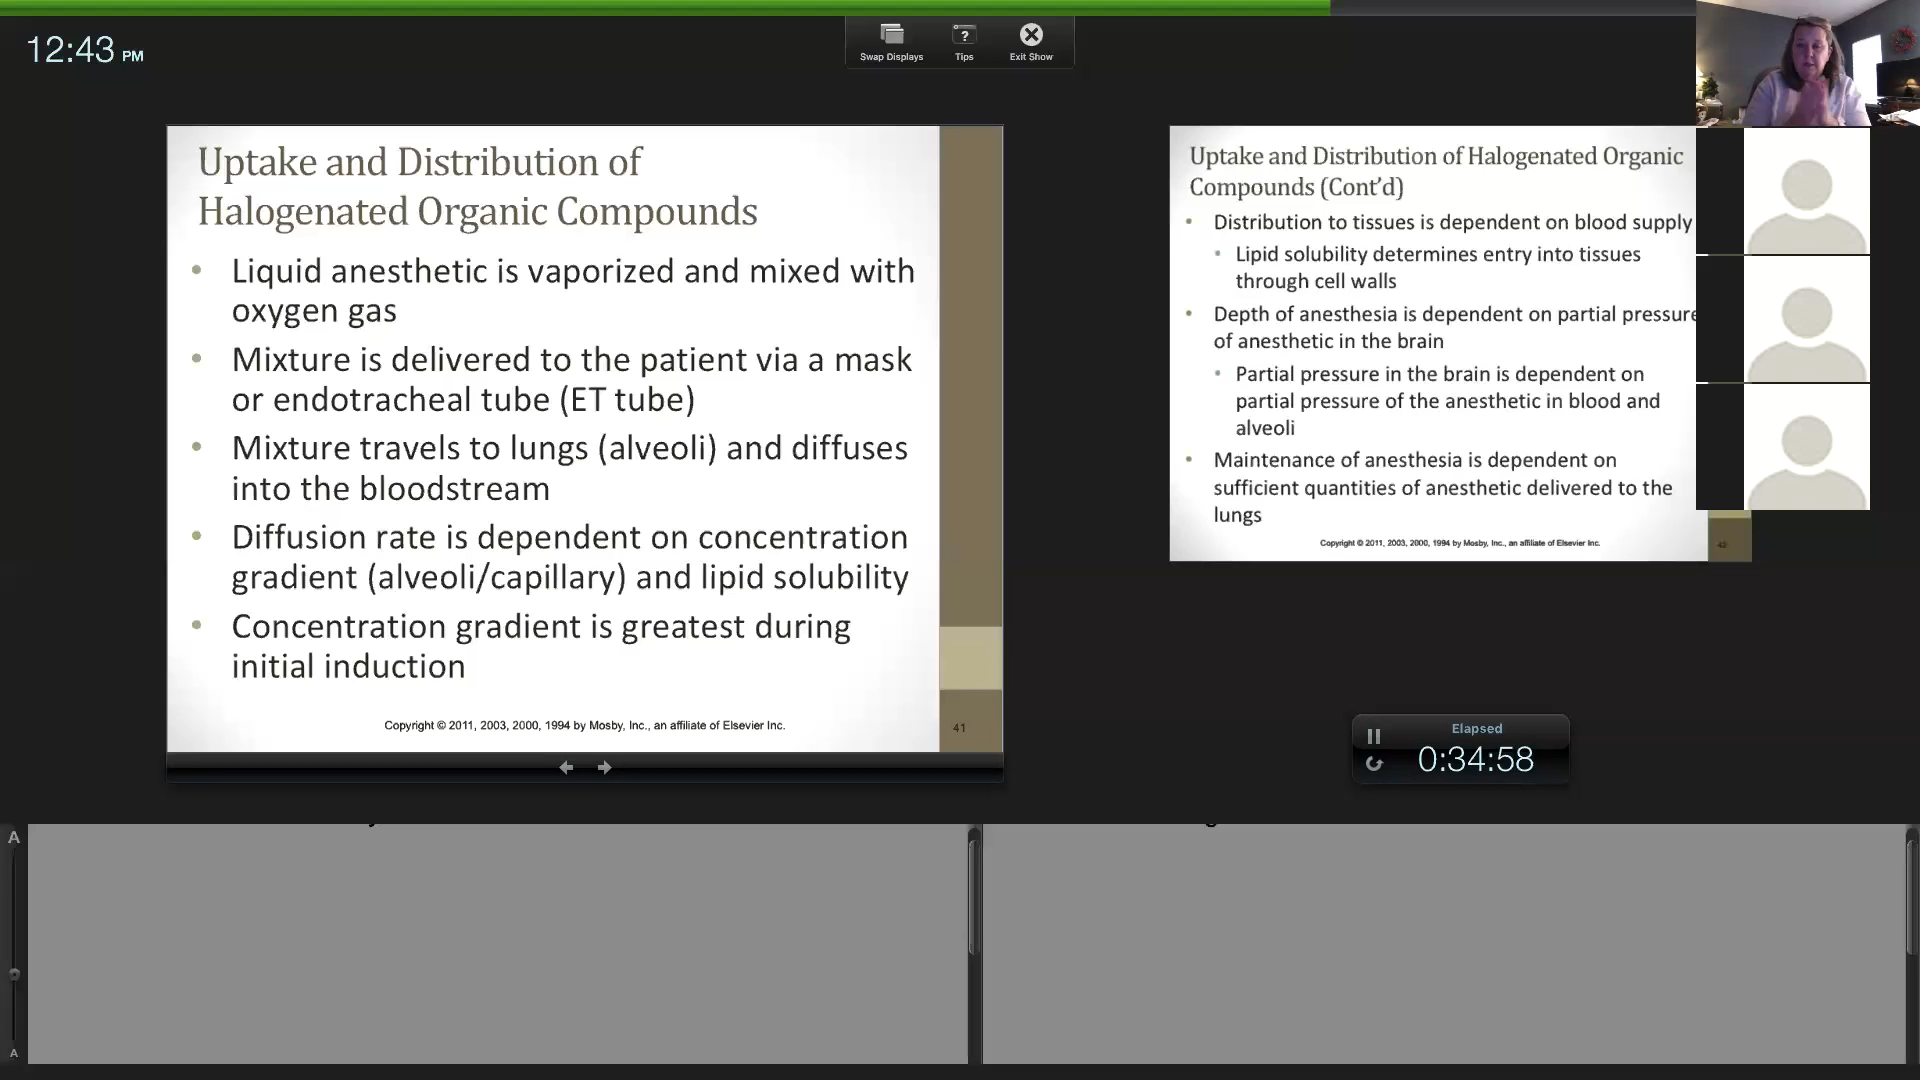 12:43 PM
Swap Displays
Tips
Exit Show
Uptake and Distribution of
Halogenated Organic Compounds
• Liquid anesthetic is vaporized and mixed with
oxygen gas
• Mixture is delivered to the patient via a mask
or endotracheal tube (ET tube)
• Mixture travels to lungs (alveoli) and diffuses
into the bloodstream
• Diffusion rate is dependent on concentration
gradient (alveoli/capillary) and lipid solubility
• Concentration gradient is greatest during
initial induction
Copyright © 2011, 2003, 2000, 1994 by Mosby, Inc., an affiliate of Elsevier Inc.
41
Uptake and Distribution of Halogenated Organic
Compounds (Cont'd)
• Distribution to tissues is dependent on blood supply
• Lipid solubility determines entry into tissues
through cell walls
• Depth of anesthesia is dependent on partial pressure
of anesthetic in the brain
• Partial pressure in the brain is dependent on
partial pressure of the anesthetic in blood and
alveoli
• Maintenance of anesthesia is dependent on
sufficient quantities of anesthetic delivered to the
lungs
Copyright © 2011, 2003, 2000, 1994 by Mosby, Inc., an affiliate of Elsevier Inc.
42
Elapsed
0:34:58
A
A